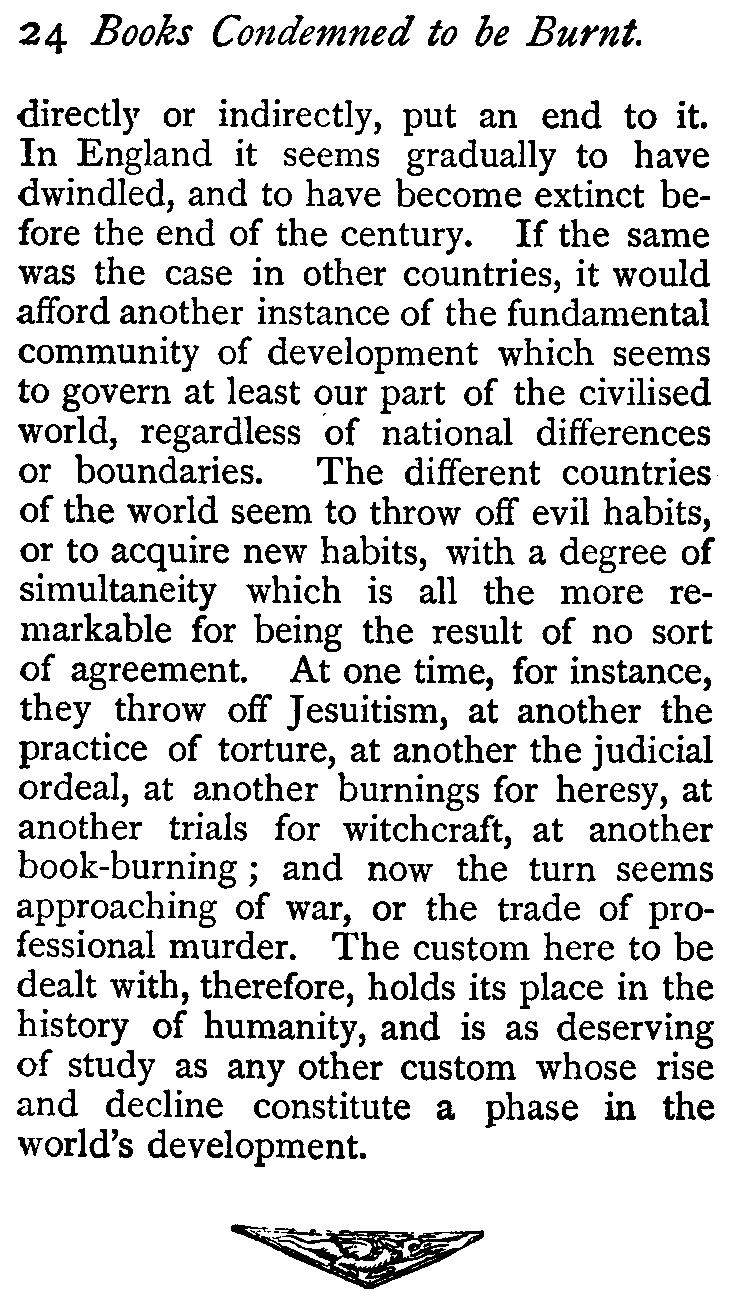 24 Books Condemned to be Burnt.
directly or indirectly, put an end to it.
In England it seems gradually to have
dwindled, and to have become extinct be-
fore the end of the century. If the same
was the case in other countries, it would
afford another instance of the fundamental
community of development which seems
to govern at least our part of the civilised
world, regardless of national differences
or boundaries. The different countries
of the world seem to throw off evil habits,
or to acquire new habits, with a degree of
simultaneity which is all the more re-
markable for being the result of no sort
of agreement. At one time, for instance,
they throw off Jesuitism, at another the
practice of torture, at another the judicial
ordeal, at another burnings for heresy, at
another trials for witchcraft, at another
book-burning ; and now the turn seems
approaching of war, or the trade of pro-
fessional murder. The custom here to be
dealt with, therefore, holds its place in the
history of humanity, and is as deserving
of study as any other custom whose rise
and decline constitute a phase in the
world's development.